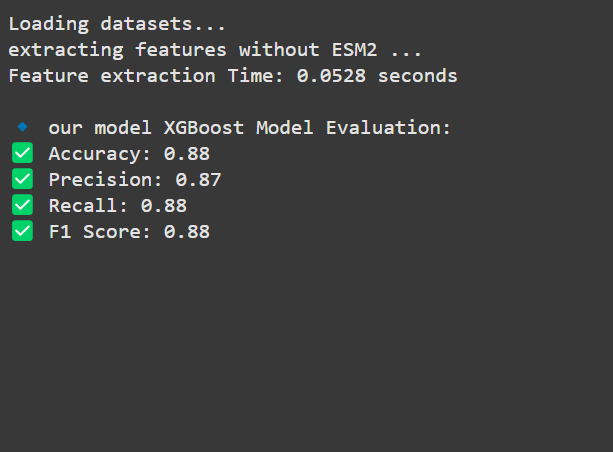 Loading datasets...
extracting features without ESM2 ...
Feature extraction Time: 0.0528 seconds
🔹 our model XGBoost Model Evaluation:
✅ Accuracy: 0.88
✅ Precision: 0.87
✅ Recall: 0.88
✅ F1 Score: 0.88